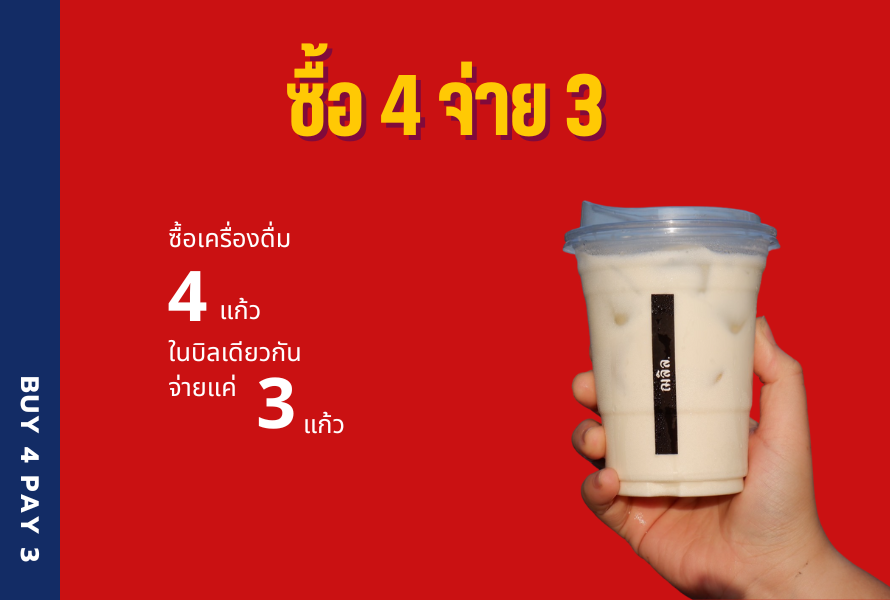 ซื้อ 4 จ่าย 3
ซื้อเครื่องดื่ม
4 แก้ว
ในบิลเดียวกัน
จ่ายแค่ 3 แก้ว
BUY 4 PAY 3